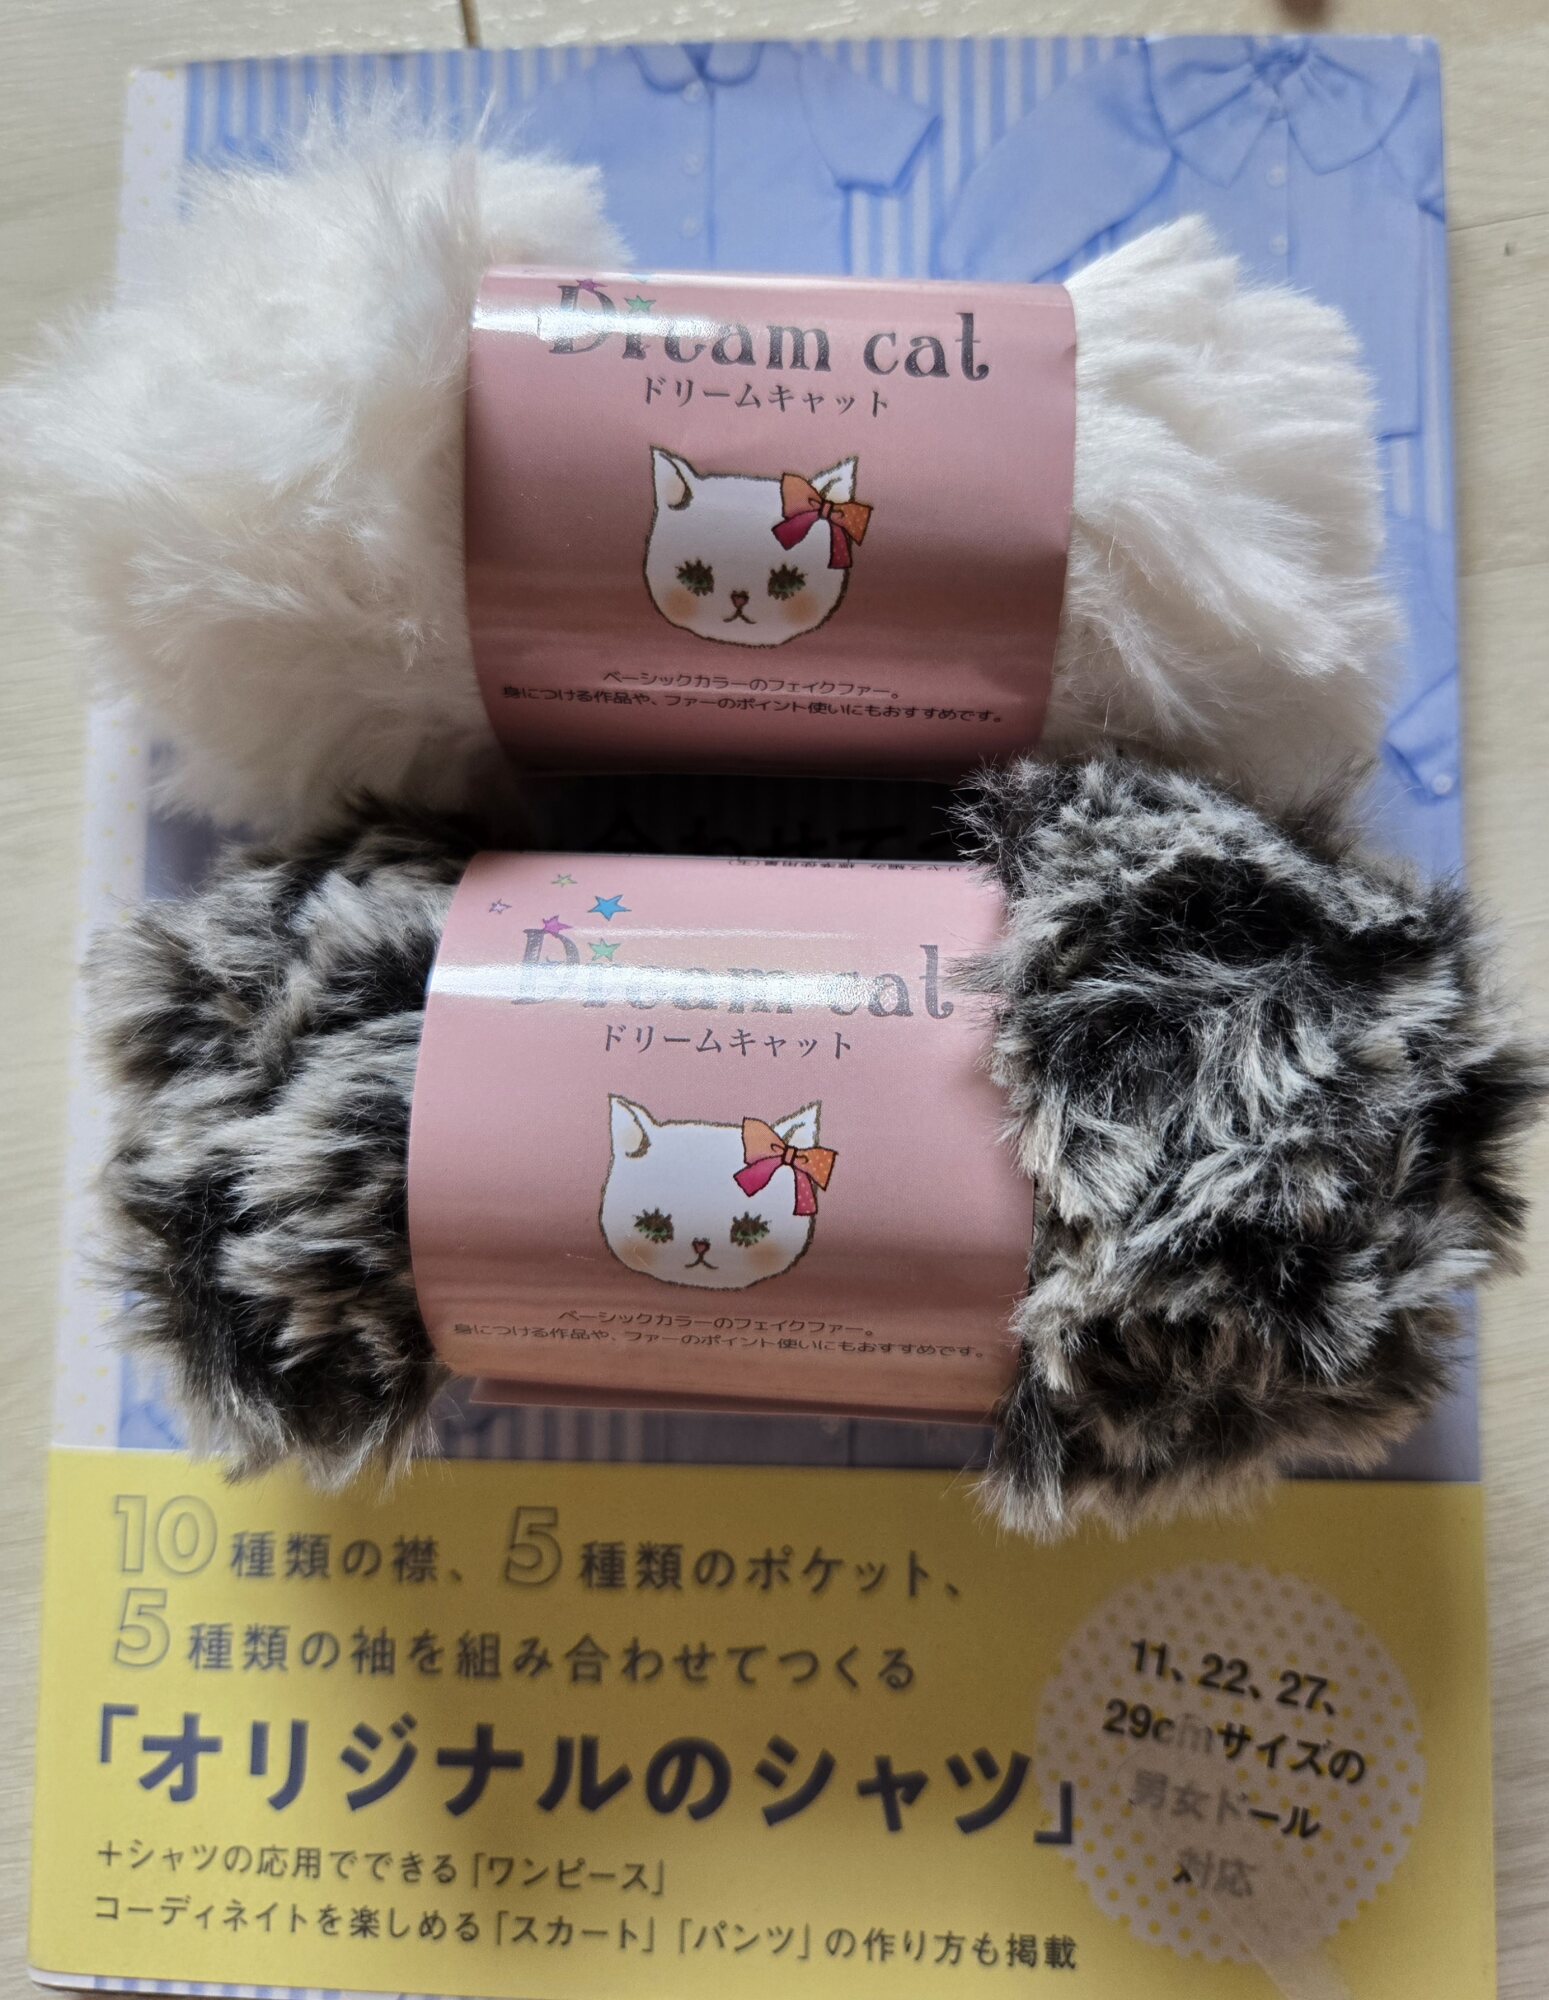 Dream cat
ドリームキャット
ベーシックカラーのフェイクファー。
身につける作品や、ファーのポイント使いにもおすすめです。
Dream cat
ドリームキャット
ベーシックカラーのフェイクファー。
身につける作品や、ファーのポイント使いにもおすすめです。
10種類の襟、5種類のポケット、
5種類の袖を組み合わせてつくる
「オリジナルのシャツ」
+シャツの応用でできる「ワンピース」
コーディネイトを楽しめる「スカート」「パンツ」の作り方も掲載
11、22、27、
29cmサイズの
男女ドール
対応